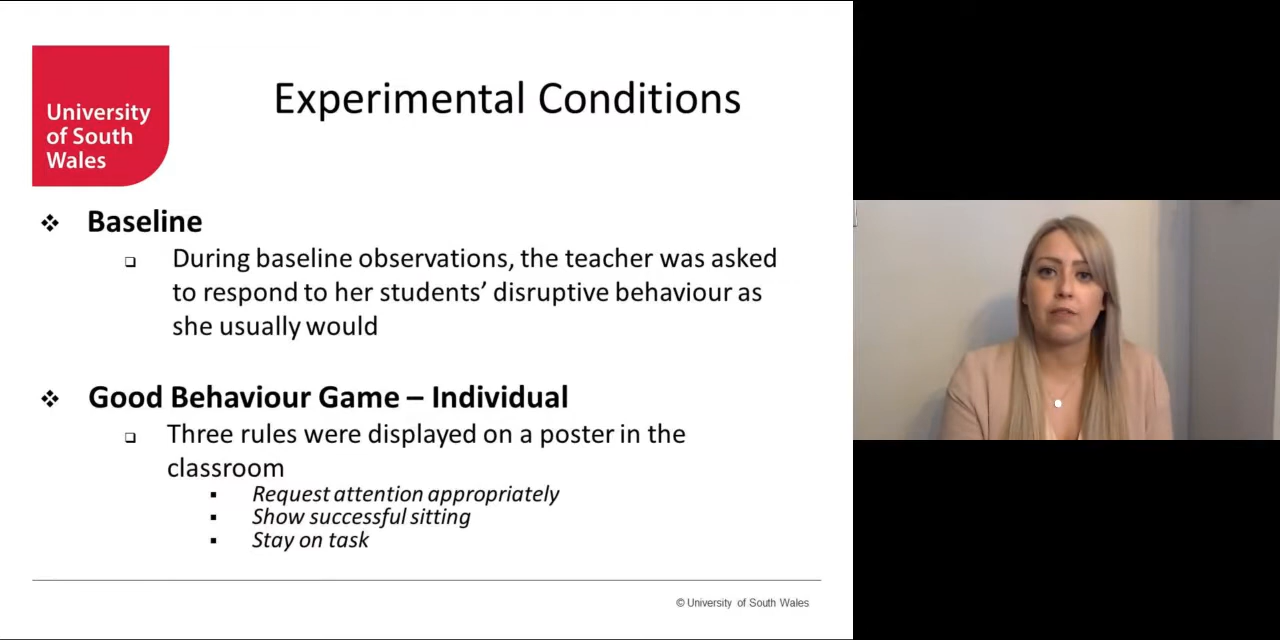 University
of South
Wales
Experimental Conditions
Baseline
During baseline observations, the teacher was asked
to respond to her students’ disruptive behaviour as
she usually would
Good Behaviour Game – Individual
Three rules were displayed on a poster in the
classroom
Request attention appropriately
Show successful sitting
Stay on task
© University of South Wales